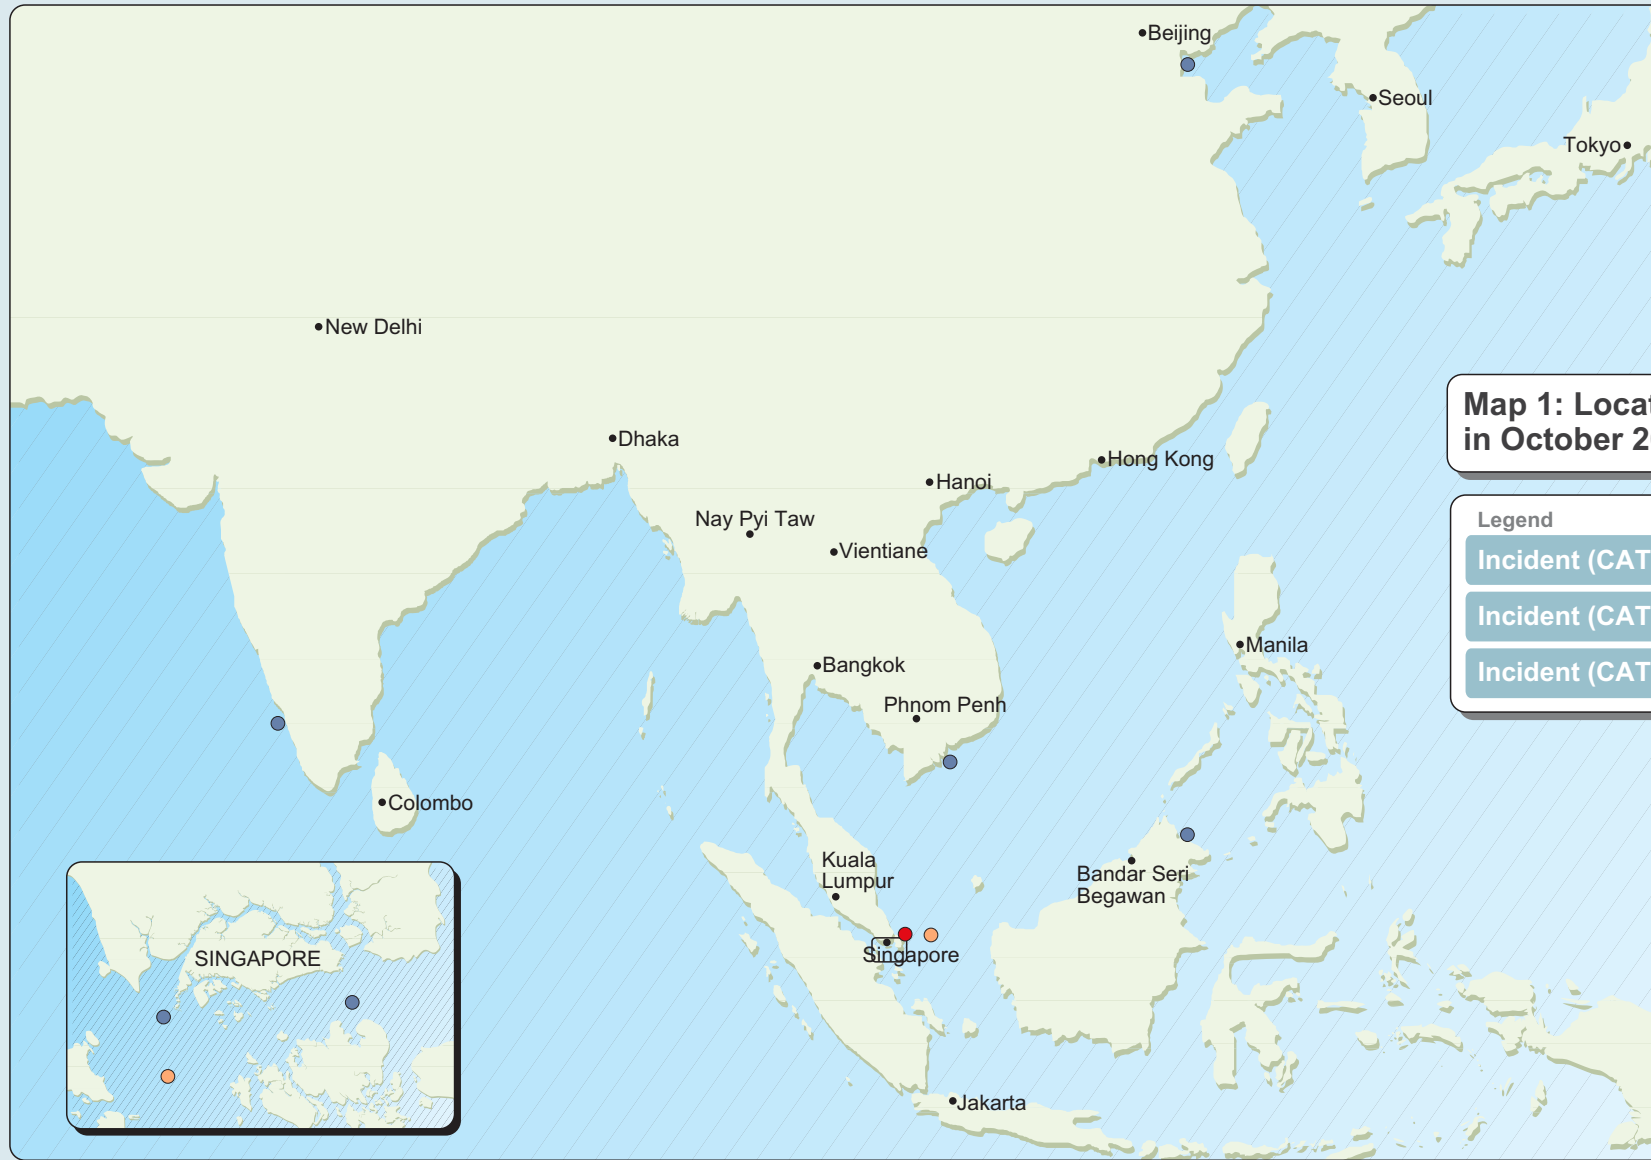 Beijing
Seoul
Tokyo
New Delhi
Map 1: Locat
in October 2
Dhaka
Hong Kong
Hanoi
Legend
Nay Pyi Taw
Vientiane
Incident (CAT
Incident (CAT
Incident (CAT
Manila
Bangkok
Phnom Penh
Colombo
Kuala
Lumpur
Bandar Seri
Begawan
SINGAPORE
Singapore
Jakarta